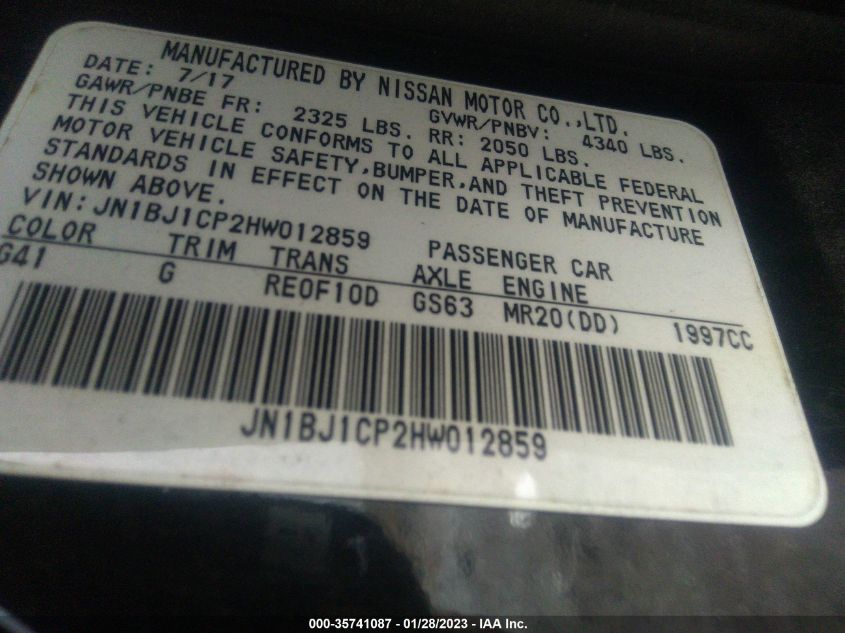 MANUFACTURED BY NISSAN MOTOR CO.,LTD.
DATE: 7/17 GVWR/PNBV: 4340 LBS.
GAWR/PNBE FR: 2325 LBS. RR: 2050 LBS.
THIS VEHICLE CONFORMS TO ALL APPLICABLE FEDERAL
MOTOR VEHICLE SAFETY,BUMPER,AND THEFT PREVENTION
STANDARDS IN EFFECT ON THE DATE OF MANUFACTURE
SHOWN ABOVE.
VIN:JN1BJ1CP2HW012859 PASSENGER CAR
COLOR TRIM TRANS AXLE ENGINE
G41 G RE0F10D GS63 MR20(DD) 1997CC
JN1BJ1CP2HW012859
000-35741087 - 01/28/2023 - IAA Inc.